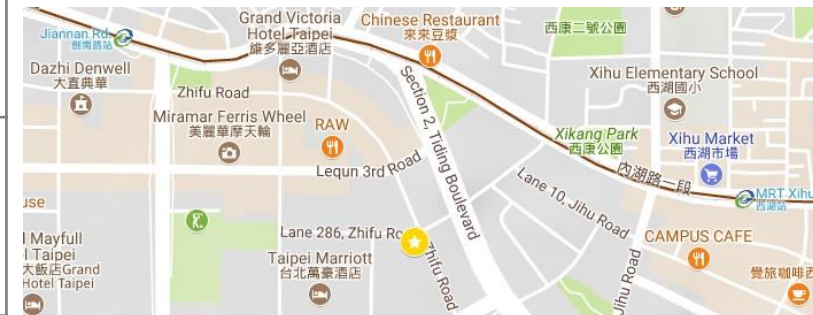 Grand Victoria
Hotel Taipei
維多麗亞酒店
Chinese Restaurant
來來豆漿
西康二號公園
Jiannan Rd.
劍南路站
Dazhi Denwell
大直典華
Xihu Elementary School
西湖國小
Zhifu Road
Miramar Ferris Wheel
美麗華摩天輪
RAW
Section 2, Tiding Boulevard
Xikang Park
西康公園
Xihu Market
西湖市場
Lequn 3rd Road
內湖路一段
Lane 10, Jihu Road
MRT Xihu
西湖站
use
l Mayfull
l Taipei
大飯店Grand
Hotel Taipei
Lane 286, Zhifu Ro
Zhifu Road
Taipei Marriott
台北萬豪酒店
Jihu Road
CAMPUS CAFE
覺旅咖啡西